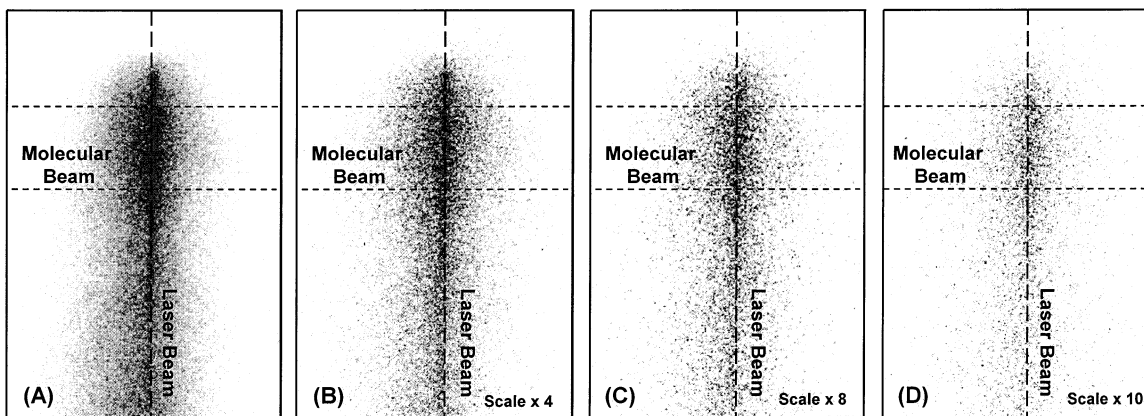 Molecular
Beam
Laser Beam
(A)
Molecular
Beam
Laser Beam
(B)
Scale x 4
Molecular
Beam
Laser Beam
(C)
Scale x 8
Molecular
Beam
Laser Beam
(D)
Scale x 10